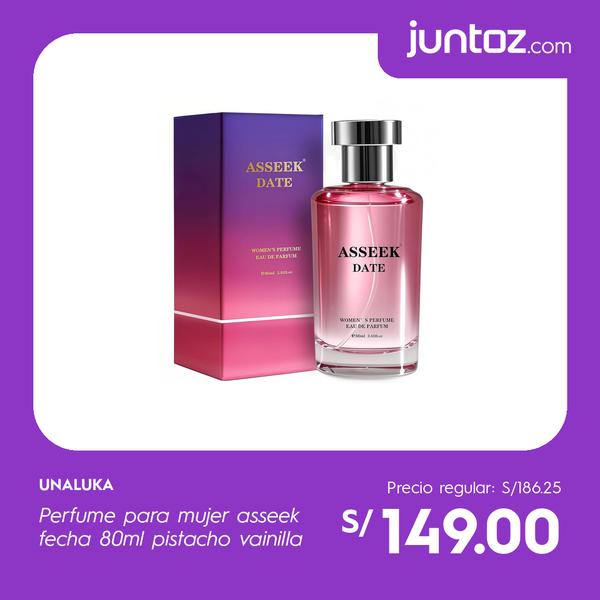 juntoz.com
ASSEEK®
DATE
WOMEN'S PERFUME
EAU DE PARFUM
ASSEEK
DATE
WOMEN'S PERFUME
EAU DE PARFUM
UNALUKA
Perfume para mujer asseek
fecha 80ml pistacho vainilla
Precio regular: S/186.25
S/149.00